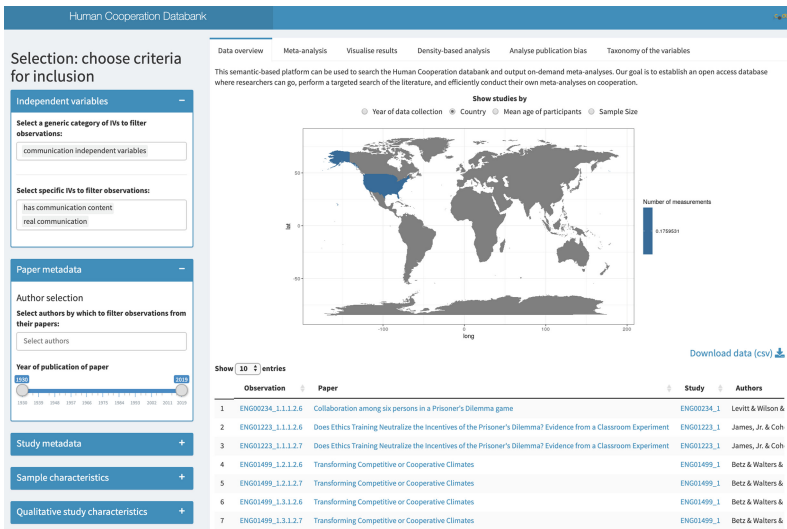 Human Cooperation Databank
Selection: choose criteria
for inclusion
Independent variables
Select a generic category of IVs to filter
observations:
communication independent variables
Select specific IVs to filter observations:
has communication content
real communication
Paper metadata
Author selection
Select authors by which to filter observations from
their papers:
Select authors
Year of publication of paper
1930 2019
1930 1939 1948 1957 1966 1975 1984 1993 2002 2011 2019
Study metadata
Sample characteristics
Qualitative study characteristics
Data overview Meta-analysis Visualise results Density-based analysis Analyse publication bias Taxonomy of the variables
This semantic-based platform can be used to search the Human Cooperation databank and output on-demand meta-analyses. Our goal is to establish an open access database
where researchers can go, perform a targeted search of the literature, and efficiently conduct their own meta-analyses on cooperation.
Show studies by
Year of data collection Country Mean age of participants Sample Size
50
0
-50
lat
-100 0 100 200
long
Number of measurements
0.1759531
Download data (csv)
Show 10 entries
Observation Paper Study Authors
1 ENG00234_1.1.1.2.6 Collaboration among six persons in a Prisoner's Dilemma game ENG00234_1 Levitt & Wilson &
2 ENG01223_1.1.1.2.6 Does Ethics Training Neutralize the Incentives of the Prisoner's Dilemma? Evidence from a Classroom Experiment ENG01223_1 James, Jr. & Coh
3 ENG01223_1.1.1.2.7 Does Ethics Training Neutralize the Incentives of the Prisoner's Dilemma? Evidence from a Classroom Experiment ENG01223_1 James, Jr. & Coh
4 ENG01499_1.2.1.2.6 Transforming Competitive or Cooperative Climates ENG01499_1 Betz & Walters &
5 ENG01499_1.2.1.2.7 Transforming Competitive or Cooperative Climates ENG01499_1 Betz & Walters &
6 ENG01499_1.3.1.2.6 Transforming Competitive or Cooperative Climates ENG01499_1 Betz & Walters &
7 ENG01499_1.3.1.2.7 Transforming Competitive or Cooperative Climates ENG01499_1 Betz & Walters &